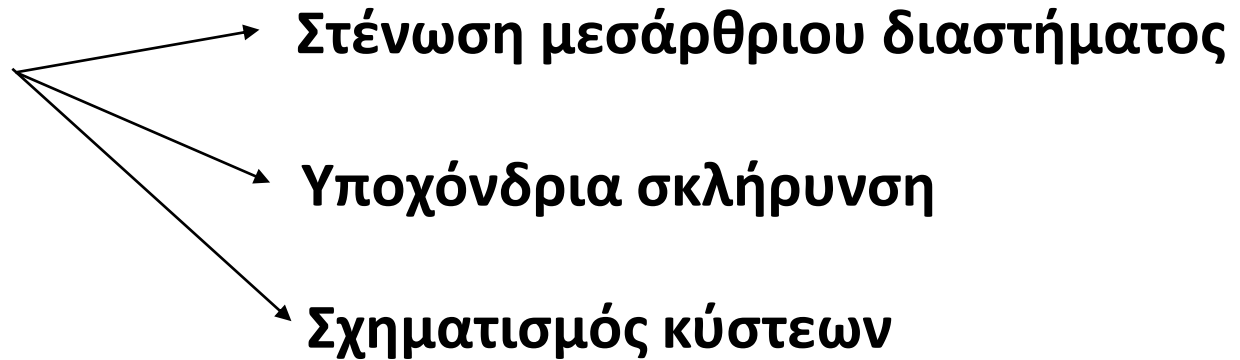 Στένωση μεσάρθριου διαστήματος
Υποχόνδρια σκλήρυνση
Σχηματισμός κύστεων